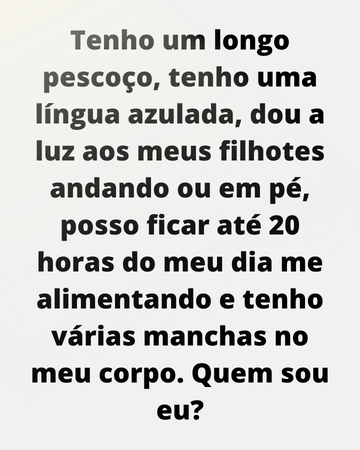 Tenho um longo
pescoço, tenho uma
língua azulada, dou a
luz aos meus filhotes
andando ou em pé,
posso ficar até 20
horas do meu dia me
alimentando e tenho
várias manchas no
meu corpo. Quem sou
eu?